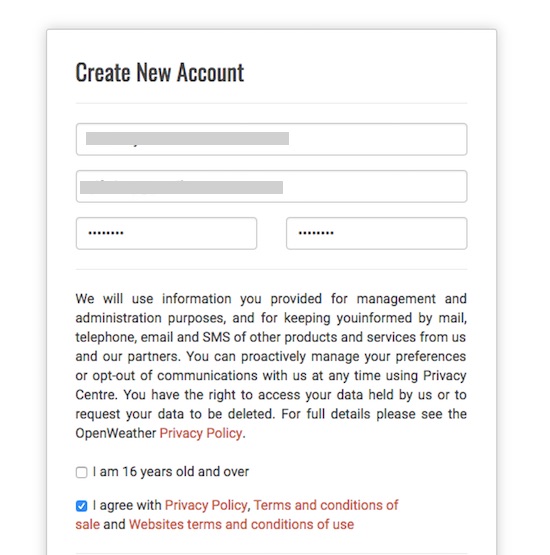 Create New Account
••••••••
••••••••
We will use information you provided for management and
administration purposes, and for keeping youinformed by mail,
telephone, email and SMS of other products and services from us
and our partners. You can proactively manage your preferences
or opt-out of communications with us at any time using Privacy
Centre. You have the right to access your data held by us or to
request your data to be deleted. For full details please see the
OpenWeather Privacy Policy.
I am 16 years old and over
I agree with Privacy Policy, Terms and conditions of
sale and Websites terms and conditions of use